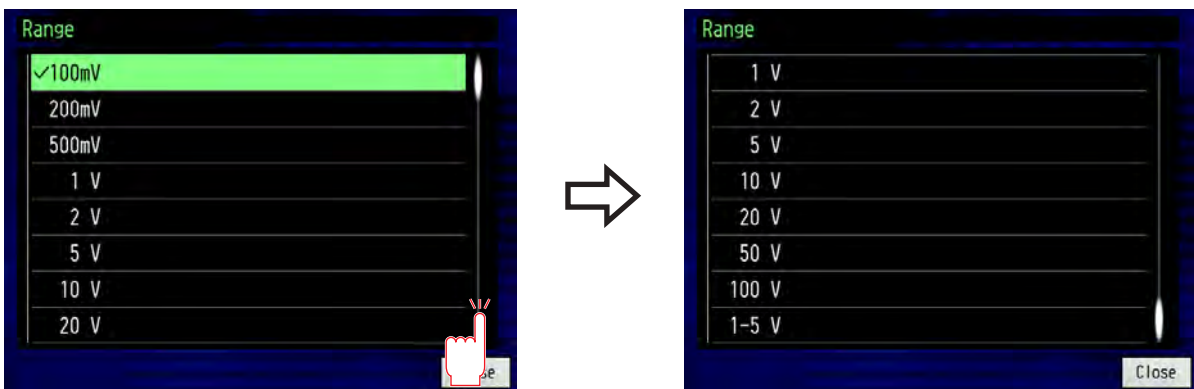 Range
✓100mV
200mV
500mV
1 V
2 V
5 V
10 V
20 V
Range
1 V
2 V
5 V
10 V
20 V
50 V
100 V
1-5 V
Close